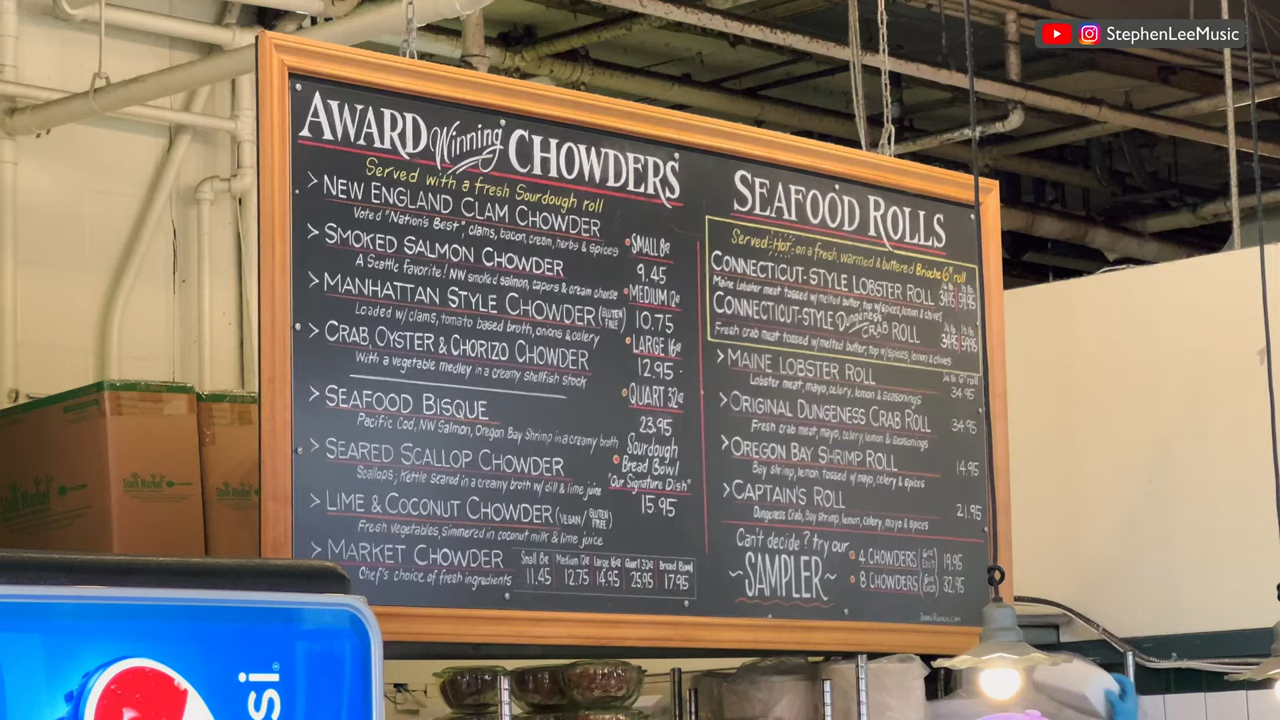 StephenLeeMusic
AWARD Winning CHOWDERS
Served with a fresh Sourdough roll
> NEW ENGLAND CLAM CHOWDER
Voted "Nation's Best", clams, bacon, cream, herbs & spices
> SMOKED SALMON CHOWDER
A Seattle favorite! NW smoked salmon, capers & cream cheese
> MANHATTAN STYLE CHOWDER (GLUTEN FREE)
Loaded w/ clams, tomato based broth, onions & celery
> CRAB, OYSTER & CHORIZO CHOWDER
With a vegetable medley in a creamy shellfish stock
> SEAFOOD BISQUE
Pacific Cod, NW Salmon, Oregon Bay Shrimp in a creamy broth
> SEARED SCALLOP CHOWDER
Scallops; Kettle seared in a creamy broth w/ dill & lime juice
> LIME & COCONUT CHOWDER (VEGAN/ GLUTEN FREE)
Fresh vegetables, simmered in coconut milk & lime juice
> MARKET CHOWDER
Chef's choice of fresh ingredients
Small 8oz Medium 12oz Large 16oz Quart 32oz Bread Bowl
11.45 12.75 14.95 25.95 17.95
SMALL 8oz
9.45
MEDIUM 12oz
10.75
LARGE 16oz
12.95
QUART 32oz
23.95
Sourdough
Bread Bowl
"Our Signature Dish"
15.95
SEAFOOD ROLLS
Served HOT on a fresh, warmed & buttered Brioche 6" roll
CONNECTICUT-STYLE LOBSTER ROLL 34.95 59.95
Maine Lobster meat tossed w/ melted butter, top w/ spices, lemon & chives
CONNECTICUT-STYLE Dungeness CRAB ROLL 34.95 59.95
Fresh crab meat tossed w/ melted butter, top w/ spices, lemon & chives
> MAINE LOBSTER ROLL 34.95
Lobster meat, mayo, celery, lemon & seasonings
> ORIGINAL DUNGENESS CRAB ROLL 34.95
Fresh crab meat, mayo, celery, lemon & seasonings
> OREGON BAY SHRIMP ROLL 14.95
Bay shrimp, lemon, tossed w/ mayo, celery & spices
> CAPTAIN'S ROLL 21.95
Dungeness Crab, Bay shrimp, lemon, celery, mayo & spices
Can't decide? try our
~SAMPLER~
4 CHOWDERS (6oz Each) 19.95
8 CHOWDERS (6oz Each) 32.95
Stock Market
Stock Market
si